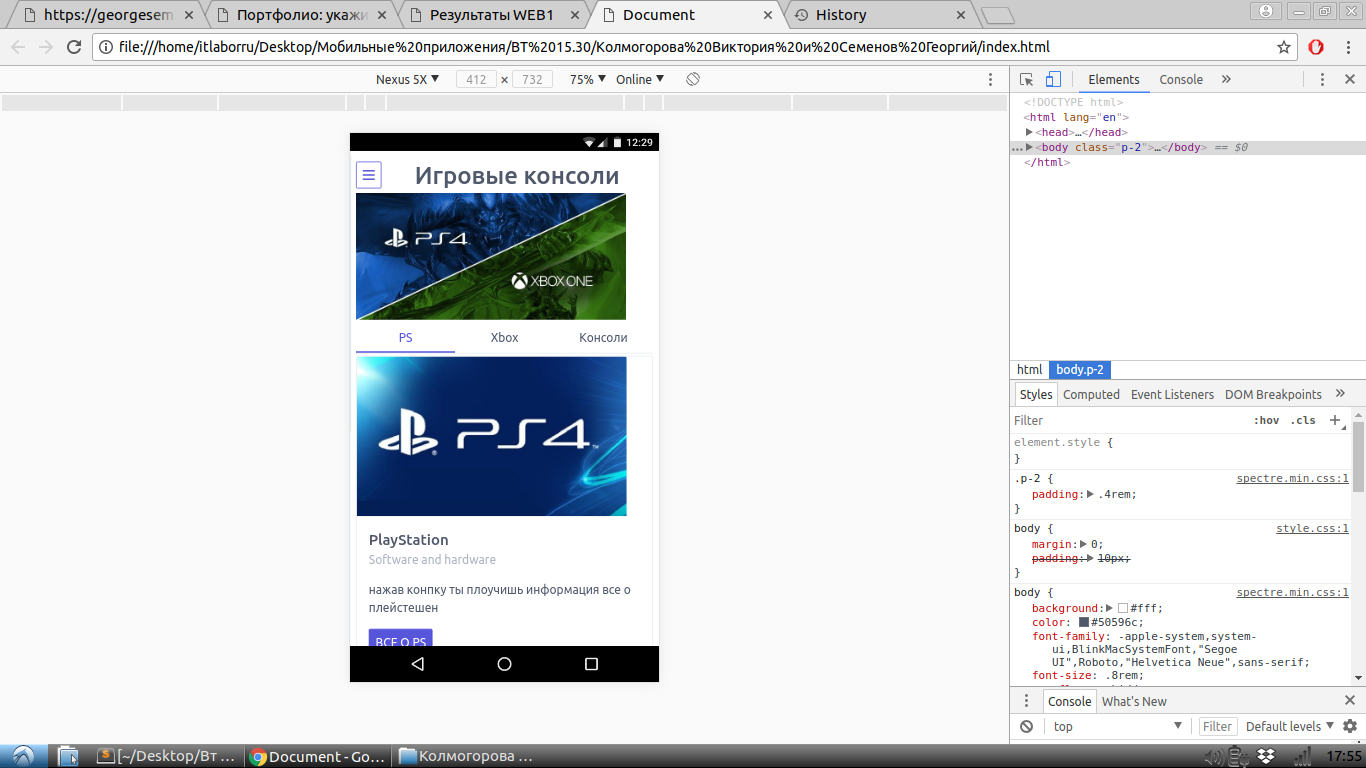 https://georgesem
Портфолио: укажи
Результаты WEB1
Document
History
file:///home/itlaborru/Desktop/Мобильные%20приложения/ВТ%2015.30/Колмогорова%20Виктория%20и%20Семенов%20Георгий/index.html
Nexus 5X ▼ 412 × 732 75% ▼ Online ▼
Elements Console »
<!DOCTYPE html>
<html lang="en">
▶<head>…</head>
…▶<body class="p-2">…</body> == $0
</html>
12:29
Игровые консоли
PS4
XBOX ONE
PS Xbox Консоли
PS4™
PlayStation
Software and hardware
нажав конпку ты плоучишь информация все о
плейстешен
ВСЕ О PS
html body.p-2
Styles Computed Event Listeners DOM Breakpoints »
Filter :hov .cls +
element.style {
}
.p-2 { spectre.min.css:1
padding:▶.4rem;
}
body { style.css:1
margin:▶0;
padding:▶10px;
}
body { spectre.min.css:1
background:▶#fff;
color: #50596c;
font-family: -apple-system,system-
ui,BlinkMacSystemFont,"Segoe
UI",Roboto,"Helvetica Neue",sans-serif;
font-size: .8rem;
Console What's New
top ▼ Filter Default levels ▼
[~/Desktop/Вт ...
Document - Go...
Колмогорова ...
17:55